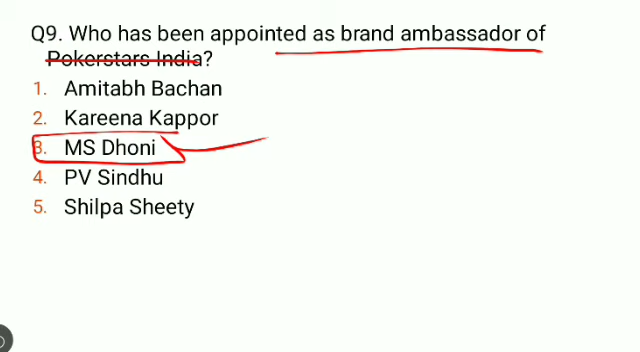 Q9. Who has been appointed as brand ambassador of
Pokerstars India?
1. Amitabh Bachan
2. Kareena Kappor
3. MS Dhoni
4. PV Sindhu
5. Shilpa Sheety